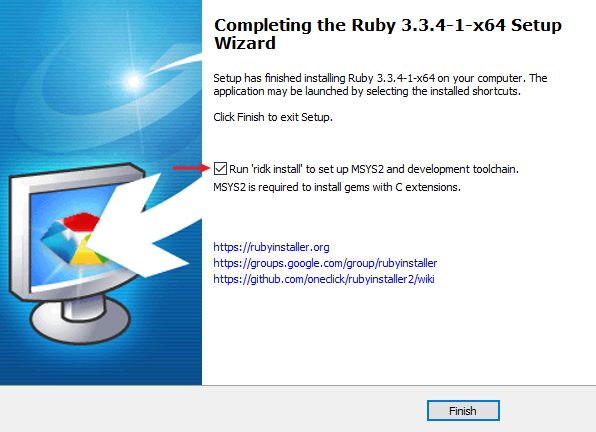 Completing the Ruby 3.3.4-1-x64 Setup
Wizard
Setup has finished installing Ruby 3.3.4-1-x64 on your computer. The
application may be launched by selecting the installed shortcuts.
Click Finish to exit Setup.
Run 'ridk install' to set up MSYS2 and development toolchain.
MSYS2 is required to install gems with C extensions.
https://rubyinstaller.org
https://groups.google.com/group/rubyinstaller
https://github.com/oneclick/rubyinstaller2/wiki
Finish